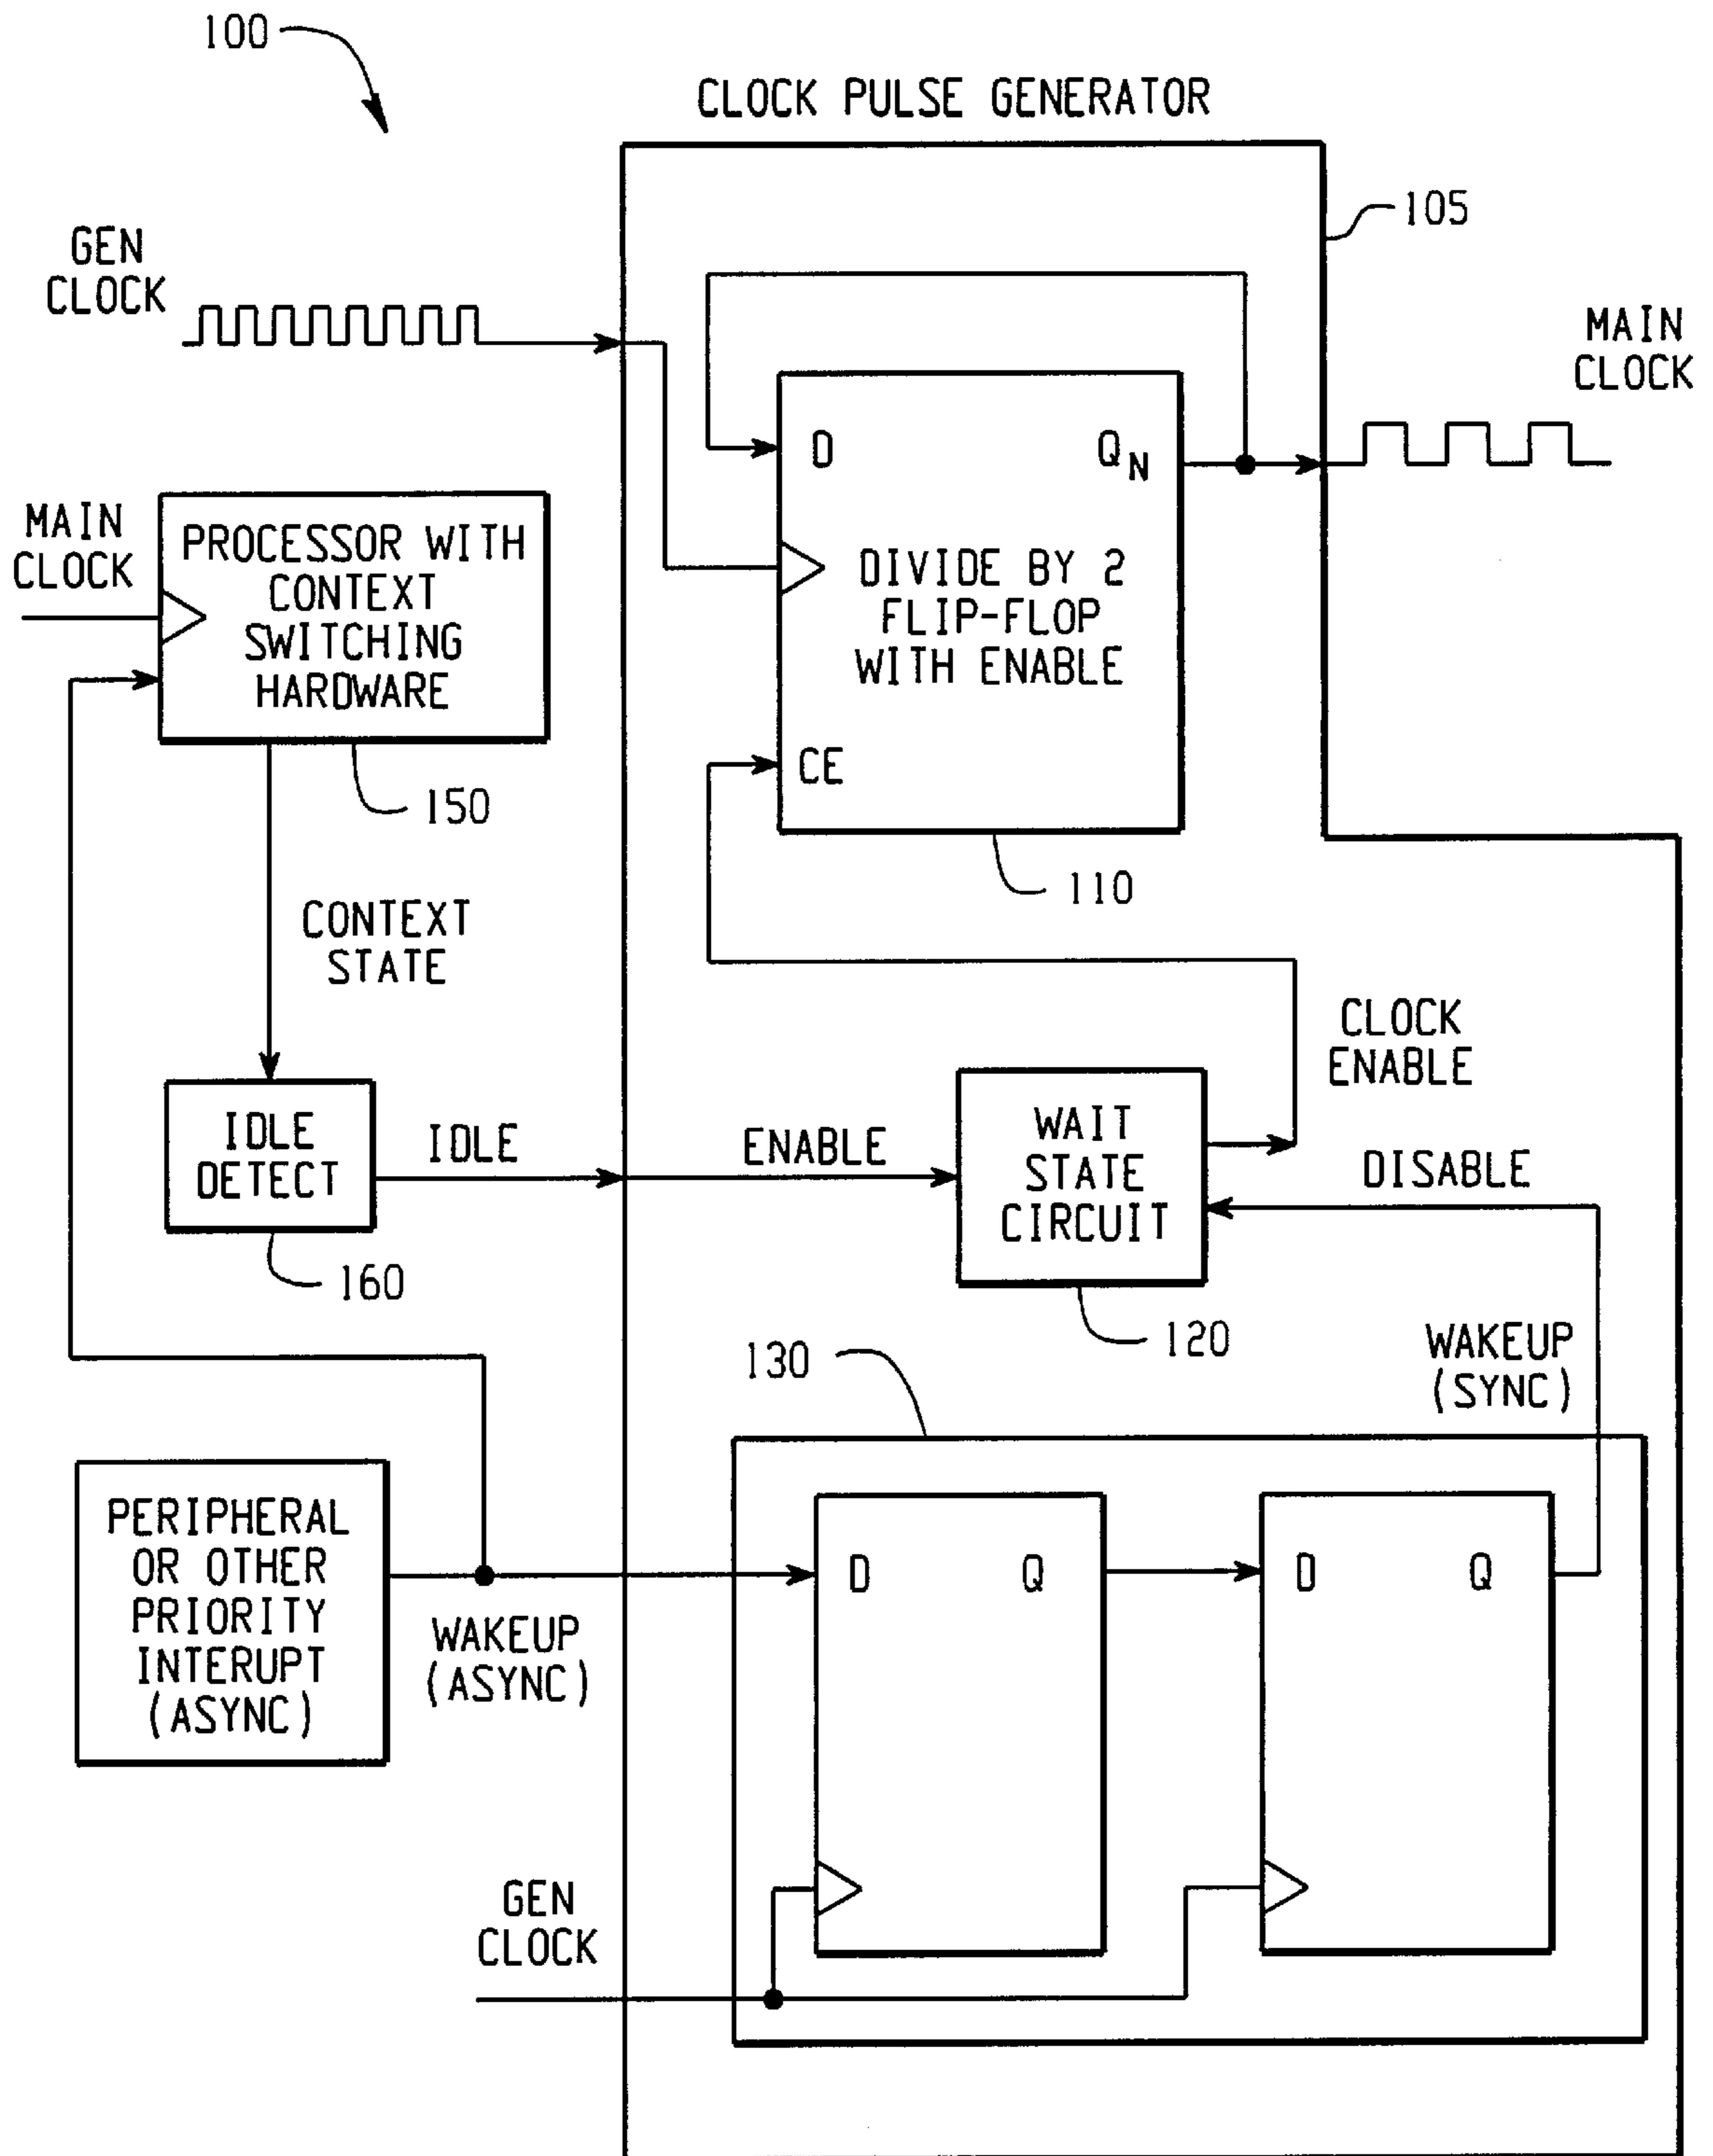 100
CLOCK PULSE GENERATOR
105
GEN
CLOCK
MAIN
CLOCK
D
Q_N
DIVIDE BY 2
FLIP-FLOP
WITH ENABLE
CE
110
MAIN
CLOCK
PROCESSOR WITH
CONTEXT
SWITCHING
HARDWARE
150
CONTEXT
STATE
IDLE
DETECT
160
IDLE
ENABLE
WAIT
STATE
CIRCUIT
120
CLOCK
ENABLE
DISABLE
WAKEUP
(SYNC)
130
PERIPHERAL
OR OTHER
PRIORITY
INTERUPT
(ASYNC)
WAKEUP
(ASYNC)
D
Q
D
Q
GEN
CLOCK